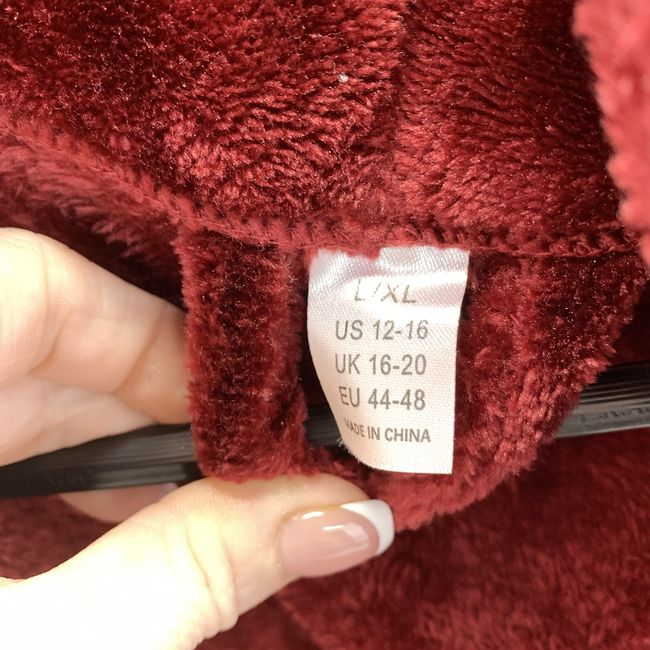 L/XL
US 12-16
UK 16-20
EU 44-48
MADE IN CHINA